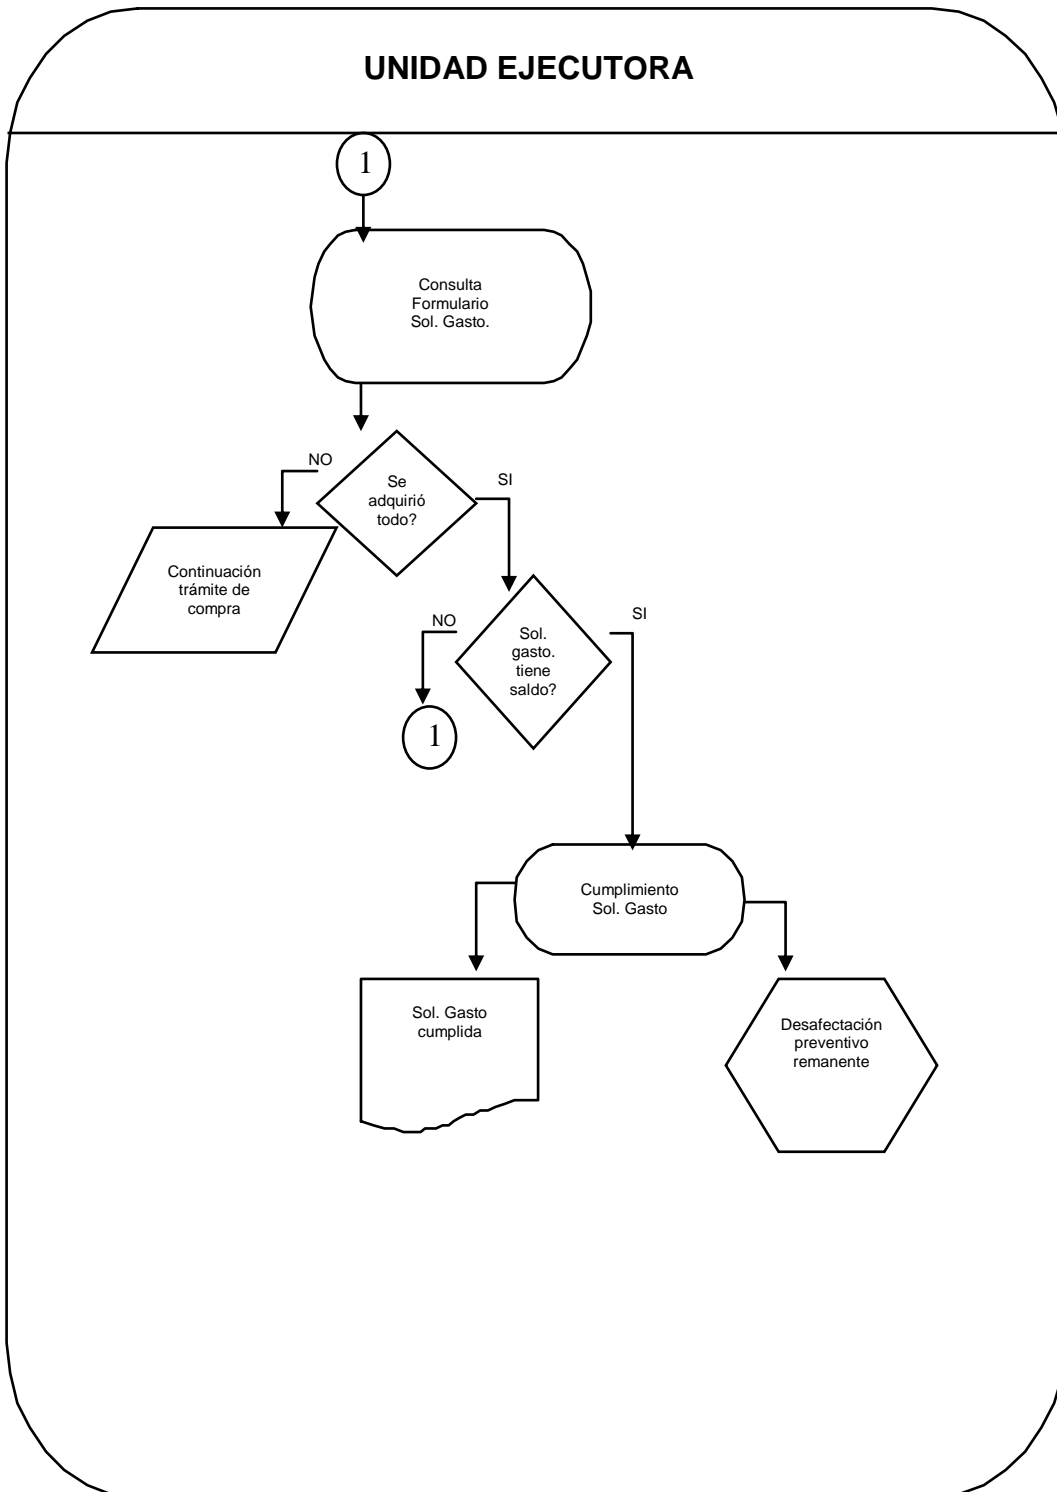 UNIDAD EJECUTORA
1
Consulta
Formulario
Sol. Gasto.
NO
Se
adquirió
todo?
SI
Continuación
trámite de
compra
NO
Sol.
gasto.
tiene
saldo?
SI
1
Cumplimiento
Sol. Gasto
Sol. Gasto
cumplida
Desafectación
preventivo
remanente